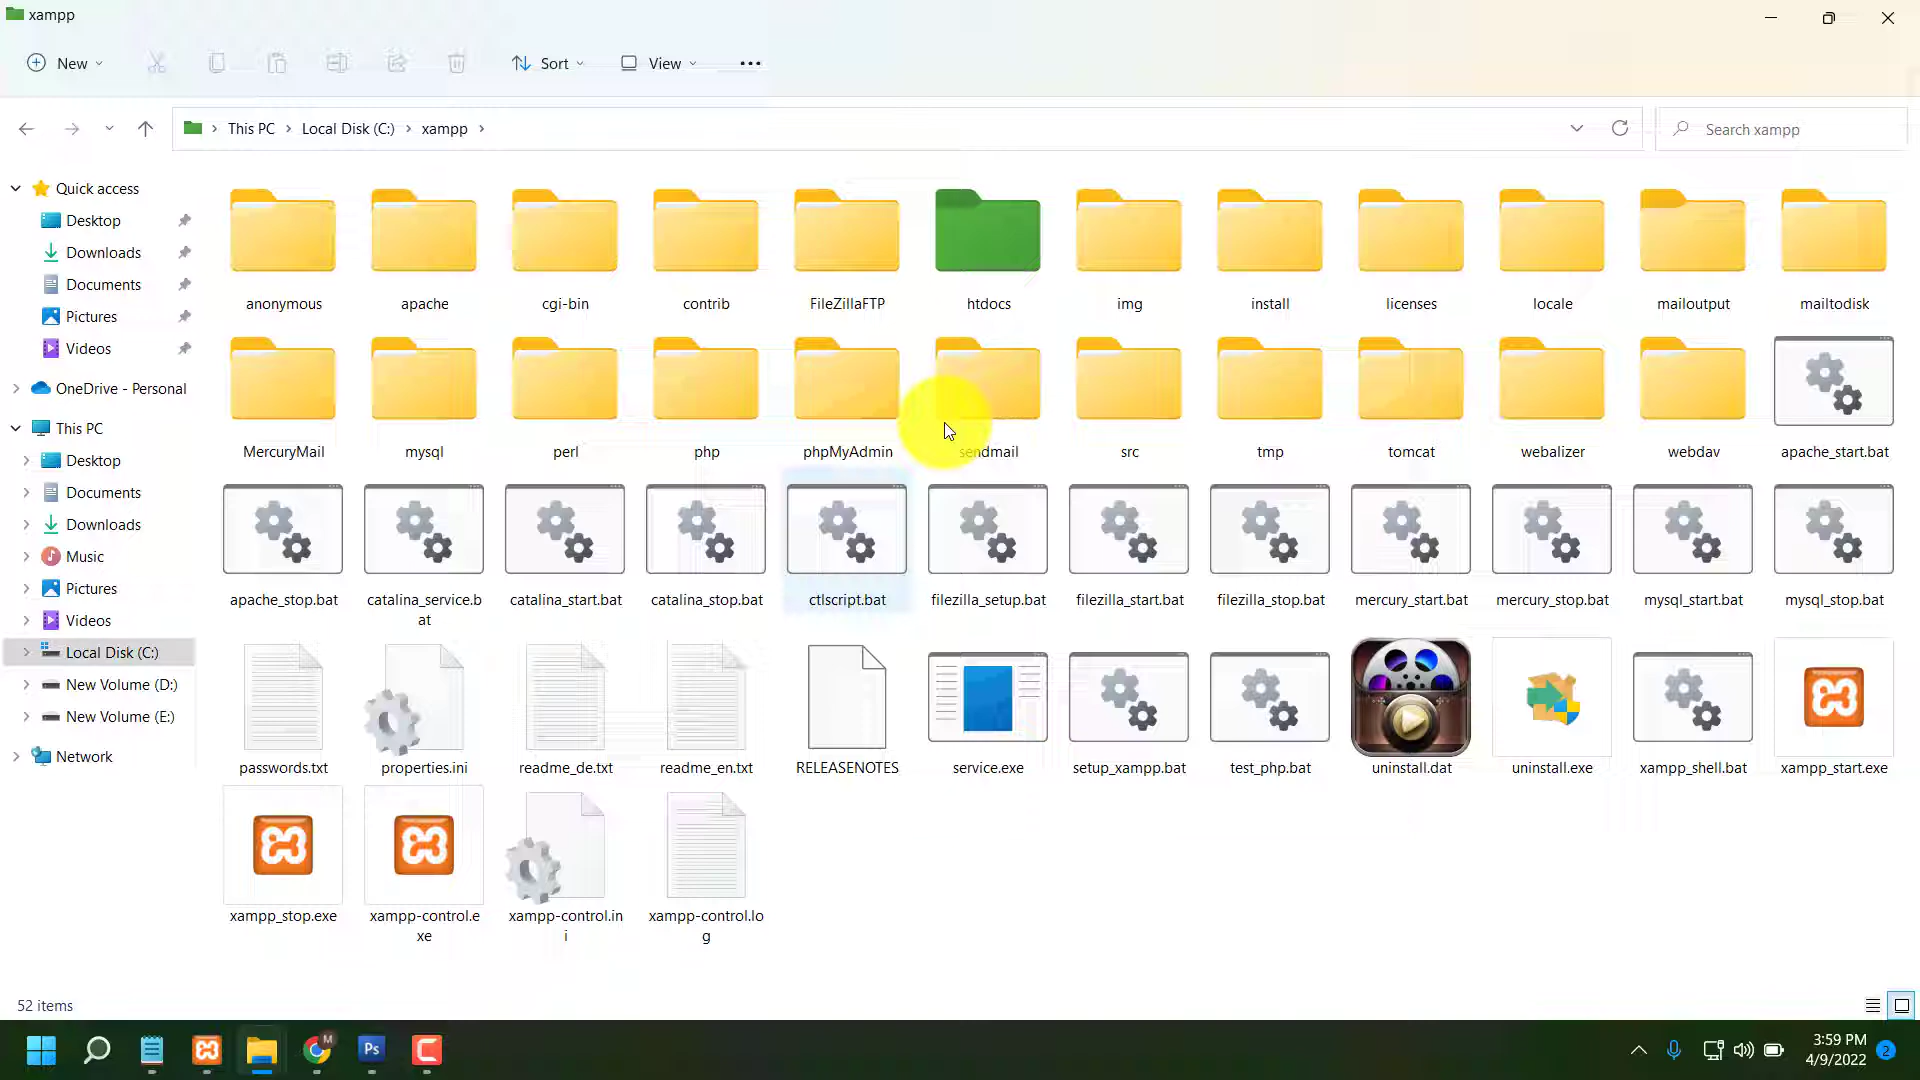 xampp
New
Sort
View
This PC
Local Disk (C:)
xampp
Search xampp
Quick access
Desktop
Downloads
Documents
Pictures
Videos
OneDrive - Personal
This PC
Desktop
Documents
Downloads
Music
Pictures
Videos
Local Disk (C:)
New Volume (D:)
New Volume (E:)
Network
anonymous
apache
cgi-bin
contrib
FileZillaFTP
htdocs
img
install
licenses
locale
mailoutput
mailtodisk
MercuryMail
mysql
perl
php
phpMyAdmin
sendmail
src
tmp
tomcat
webalizer
webdav
apache_start.bat
apache_stop.bat
catalina_service.b
at
catalina_start.bat
catalina_stop.bat
ctlscript.bat
filezilla_setup.bat
filezilla_start.bat
filezilla_stop.bat
mercury_start.bat
mercury_stop.bat
mysql_start.bat
mysql_stop.bat
passwords.txt
properties.ini
readme_de.txt
readme_en.txt
RELEASENOTES
service.exe
setup_xampp.bat
test_php.bat
uninstall.dat
uninstall.exe
xampp_shell.bat
xampp_start.exe
xampp_stop.exe
xampp-control.e
xe
xampp-control.in
i
xampp-control.lo
g
52 items
M
Ps
3:59 PM
4/9/2022
2